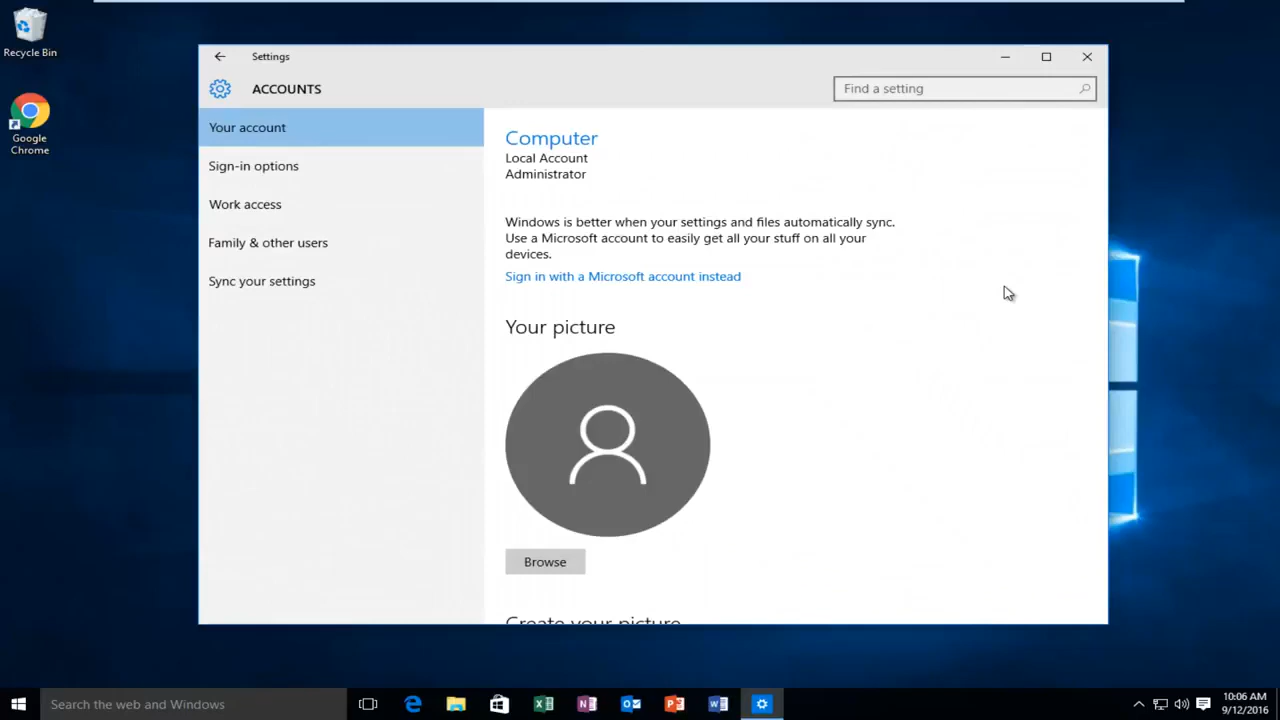 Recycle Bin
Google
Chrome
Settings
ACCOUNTS
Find a setting
Your account
Sign-in options
Work access
Family & other users
Sync your settings
Computer
Local Account
Administrator
Windows is better when your settings and files automatically sync.
Use a Microsoft account to easily get all your stuff on all your
devices.
Sign in with a Microsoft account instead
Your picture
Browse
Create your picture
Search the web and Windows
10:06 AM
9/12/2016